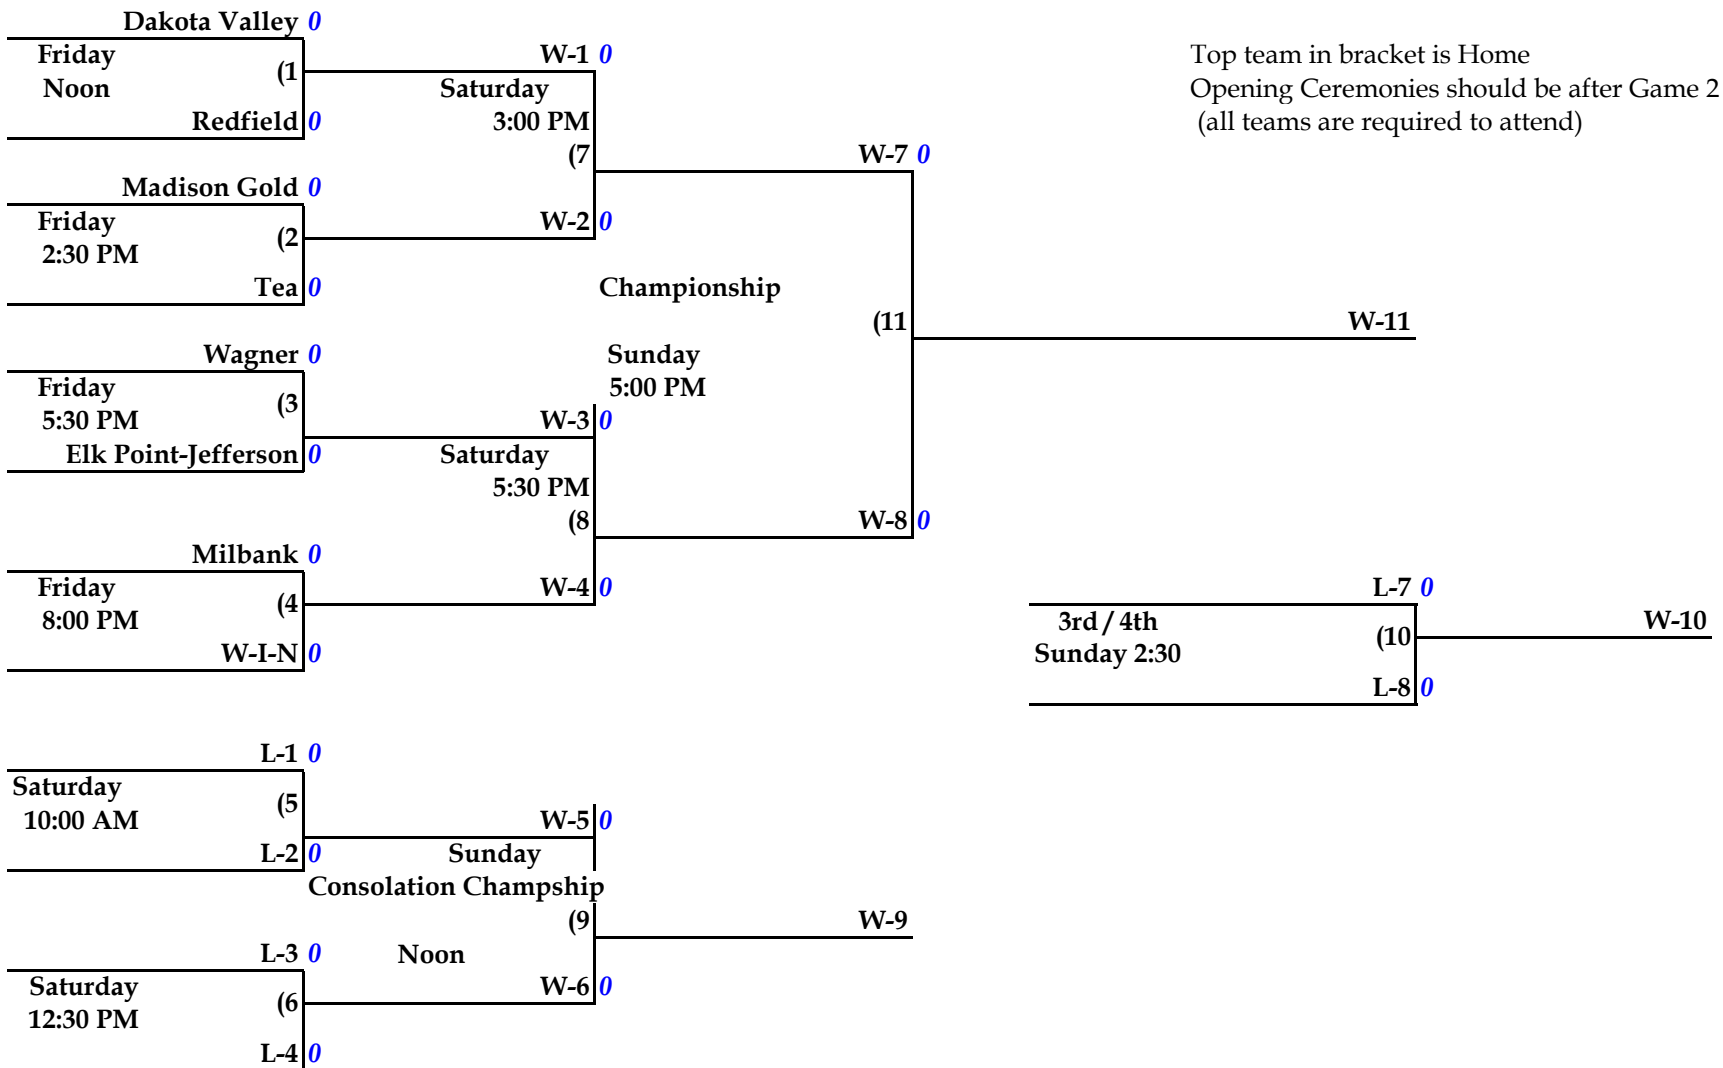 Dakota Valley 0
Friday
Noon
(1
Redfield 0
W-1 0
Saturday
3:00 PM
(7
Madison Gold 0
Friday
2:30 PM
(2
Tea 0
W-2 0
W-7 0
Top team in bracket is Home
Opening Ceremonies should be after Game 2
(all teams are required to attend)
Championship
(11
Sunday
5:00 PM
W-11
Wagner 0
Friday
5:30 PM
(3
Elk Point-Jefferson 0
W-3 0
Saturday
5:30 PM
(8
W-8 0
Milbank 0
Friday
8:00 PM
(4
W-I-N 0
W-4 0
L-7 0
3rd / 4th
Sunday 2:30
(10
L-8 0
W-10
L-1 0
Saturday
10:00 AM
(5
L-2 0
W-5 0
Sunday
Consolation Champship
(9
Noon
W-9
L-3 0
Saturday
12:30 PM
(6
L-4 0
W-6 0